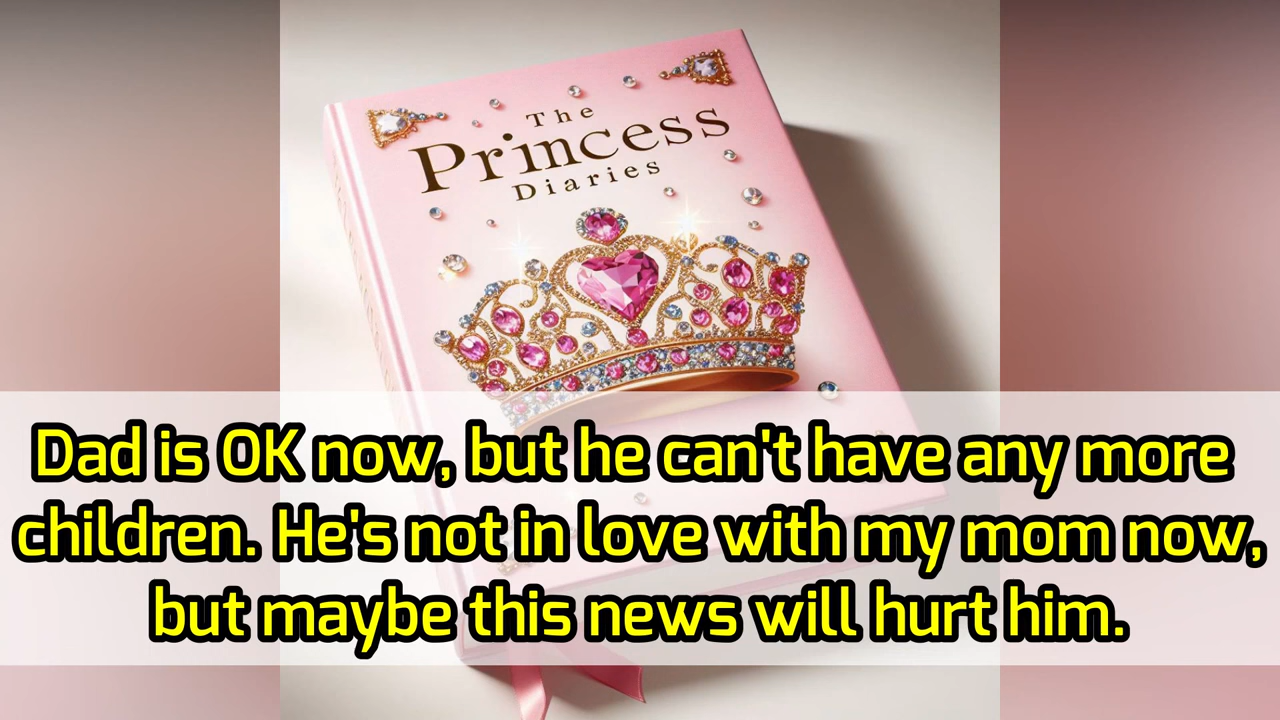 The
Princess
Diaries
Dad is OK now, but he can't have any more
children. He's not in love with my mom now,
but maybe this news will hurt him.